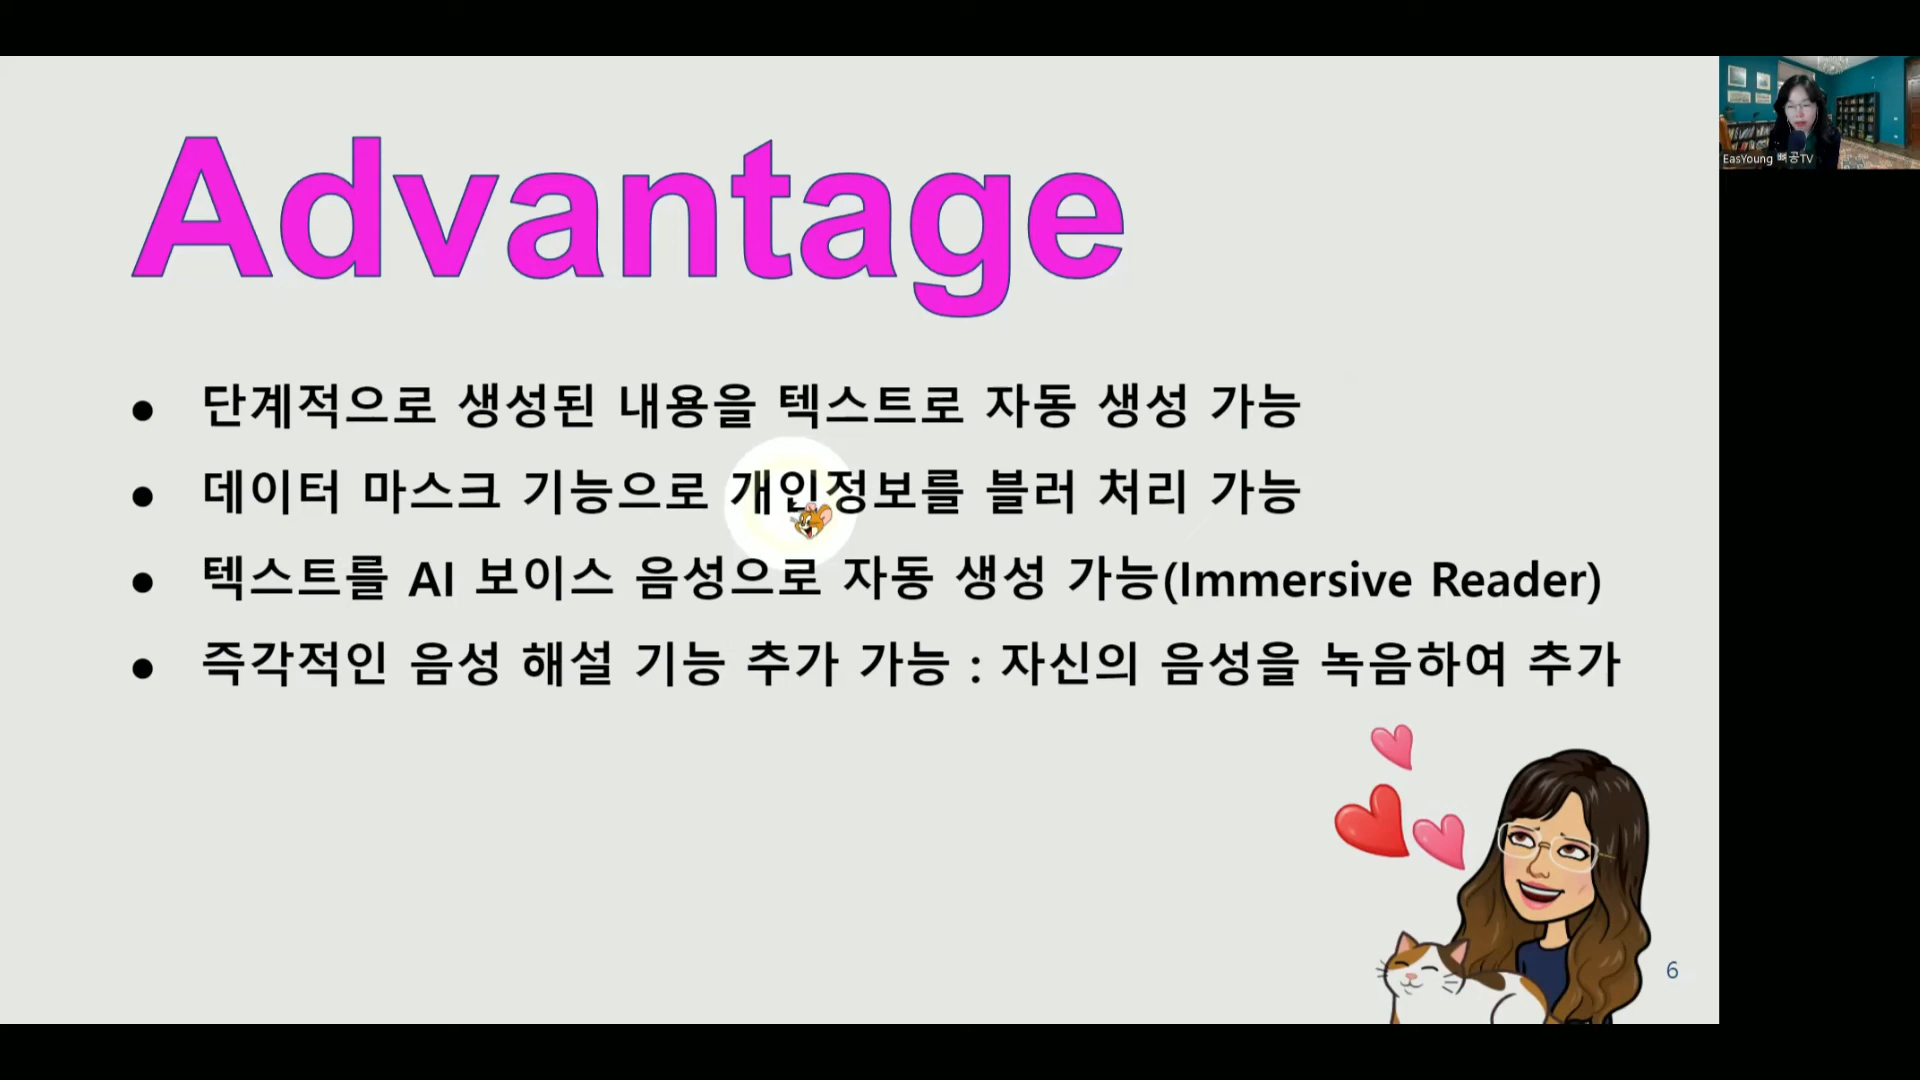 Advantage
EasYoung 뼈공TV
● 단계적으로 생성된 내용을 텍스트로 자동 생성 가능
● 데이터 마스크 기능으로 개인정보를 블러 처리 가능
● 텍스트를 AI 보이스 음성으로 자동 생성 가능(Immersive Reader)
● 즉각적인 음성 해설 기능 추가 가능 : 자신의 음성을 녹음하여 추가
6